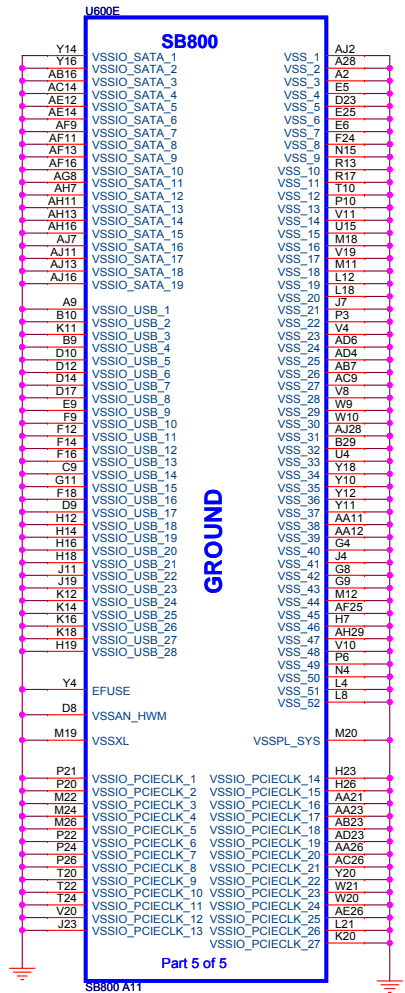 U600E
SB800
Y14 VSSIO_SATA_1 VSS_1 AJ2
Y16 VSSIO_SATA_2 VSS_2 A28
AB16 VSSIO_SATA_3 VSS_3 A2
AC14 VSSIO_SATA_4 VSS_4 E5
AE12 VSSIO_SATA_5 VSS_5 D23
AE14 VSSIO_SATA_6 VSS_6 E25
AF9 VSSIO_SATA_7 VSS_7 E6
AF11 VSSIO_SATA_8 VSS_8 F24
AF13 VSSIO_SATA_9 VSS_9 N15
AF16 VSSIO_SATA_10 VSS_10 R13
AG8 VSSIO_SATA_11 VSS_11 R17
AH7 VSSIO_SATA_12 VSS_12 T10
AH11 VSSIO_SATA_13 VSS_13 P10
AH13 VSSIO_SATA_14 VSS_14 V11
AH16 VSSIO_SATA_15 VSS_15 U15
AJ7 VSSIO_SATA_16 VSS_16 M18
AJ11 VSSIO_SATA_17 VSS_17 V19
AJ13 VSSIO_SATA_18 VSS_18 M11
AJ16 VSSIO_SATA_19 VSS_19 L12
VSS_20 L18
A9 VSSIO_USB_1 VSS_21 J7
B10 VSSIO_USB_2 VSS_22 P3
K11 VSSIO_USB_3 VSS_23 V4
B9 VSSIO_USB_4 VSS_24 AD6
D10 VSSIO_USB_5 VSS_25 AD4
D12 VSSIO_USB_6 VSS_26 AB7
D14 VSSIO_USB_7 VSS_27 AC9
D17 VSSIO_USB_8 VSS_28 V8
E9 VSSIO_USB_9 VSS_29 W9
F9 VSSIO_USB_10 VSS_30 W10
F12 VSSIO_USB_11 VSS_31 AJ28
F14 VSSIO_USB_12 VSS_32 B29
F16 VSSIO_USB_13 VSS_33 U4
C9 VSSIO_USB_14 VSS_34 Y18
G11 VSSIO_USB_15 VSS_35 Y10
F18 VSSIO_USB_16 VSS_36 Y12
D9 VSSIO_USB_17 VSS_37 Y11
H12 VSSIO_USB_18 VSS_38 AA11
H14 VSSIO_USB_19 VSS_39 AA12
H16 VSSIO_USB_20 VSS_40 G4
H18 VSSIO_USB_21 VSS_41 J4
J11 VSSIO_USB_22 VSS_42 G8
J19 VSSIO_USB_23 VSS_43 G9
K12 VSSIO_USB_24 VSS_44 M12
K14 VSSIO_USB_25 VSS_45 AF25
K16 VSSIO_USB_26 VSS_46 H7
K18 VSSIO_USB_27 VSS_47 AH29
H19 VSSIO_USB_28 VSS_48 V10
VSS_49 P6
VSS_50 N4
Y4 EFUSE VSS_51 L4
VSS_52 L8
D8 VSSAN_HWM
M19 VSSXL VSSPL_SYS M20
GROUND
P21 VSSIO_PCIECLK_1 VSSIO_PCIECLK_14 H23
P20 VSSIO_PCIECLK_2 VSSIO_PCIECLK_15 H26
M22 VSSIO_PCIECLK_3 VSSIO_PCIECLK_16 AA21
M24 VSSIO_PCIECLK_4 VSSIO_PCIECLK_17 AA23
M26 VSSIO_PCIECLK_5 VSSIO_PCIECLK_18 AB23
P22 VSSIO_PCIECLK_6 VSSIO_PCIECLK_19 AD23
P24 VSSIO_PCIECLK_7 VSSIO_PCIECLK_20 AA26
P26 VSSIO_PCIECLK_8 VSSIO_PCIECLK_21 AC26
T20 VSSIO_PCIECLK_9 VSSIO_PCIECLK_22 Y20
T22 VSSIO_PCIECLK_10 VSSIO_PCIECLK_23 W21
T24 VSSIO_PCIECLK_11 VSSIO_PCIECLK_24 W20
V20 VSSIO_PCIECLK_12 VSSIO_PCIECLK_25 AE26
J23 VSSIO_PCIECLK_13 VSSIO_PCIECLK_26 L21
VSSIO_PCIECLK_27 K20
Part 5 of 5
SB800 A11